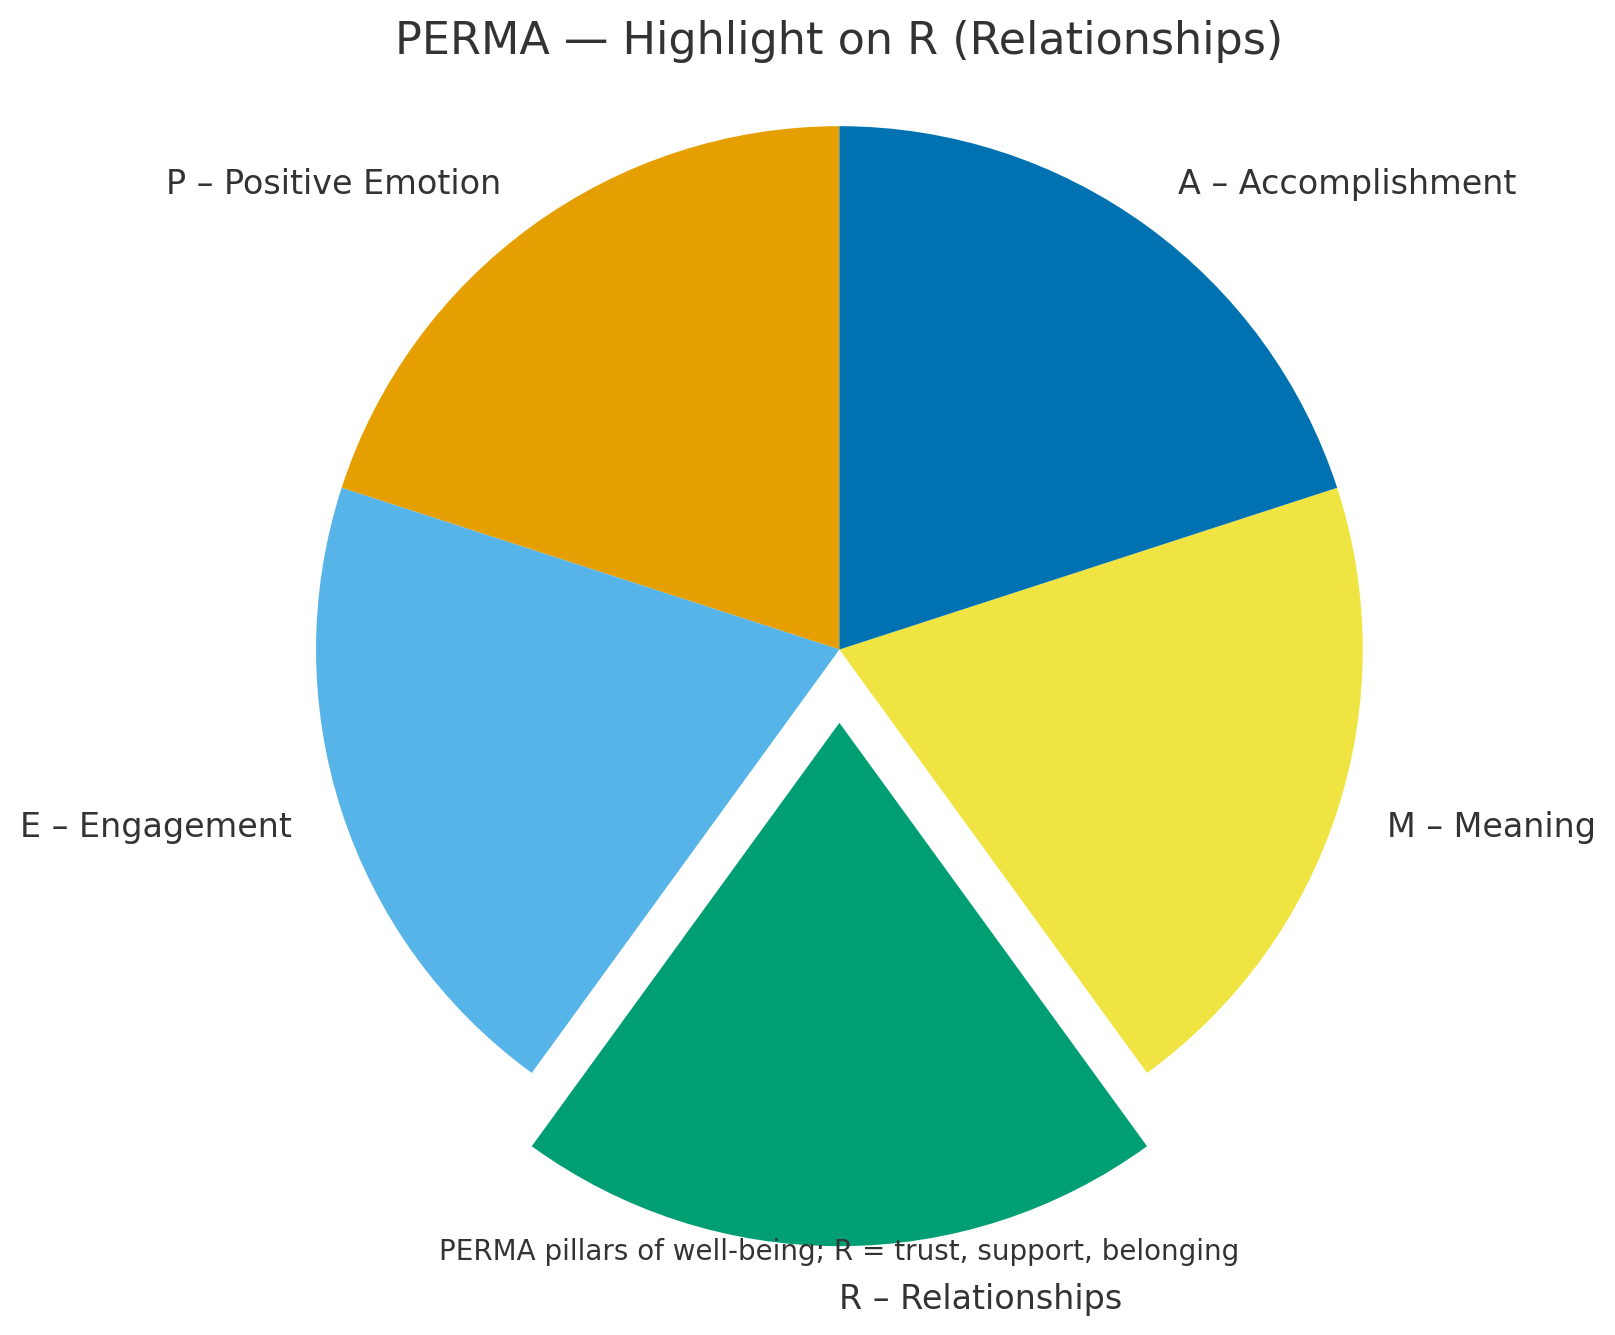 PERMA — Highlight on R (Relationships)
P – Positive Emotion
A – Accomplishment
E – Engagement
M – Meaning
PERMA pillars of well-being; R = trust, support, belonging
R – Relationships